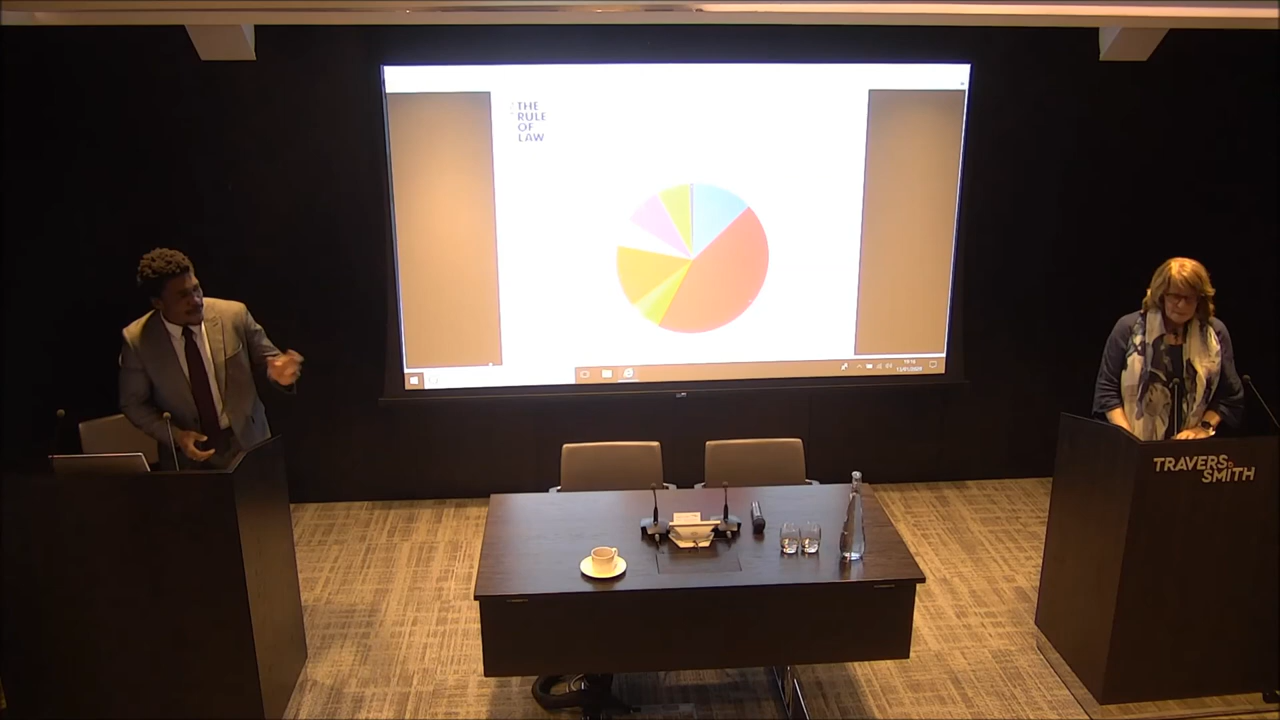 THE
RULE
OF
LAW
TRAVERS
SMITH